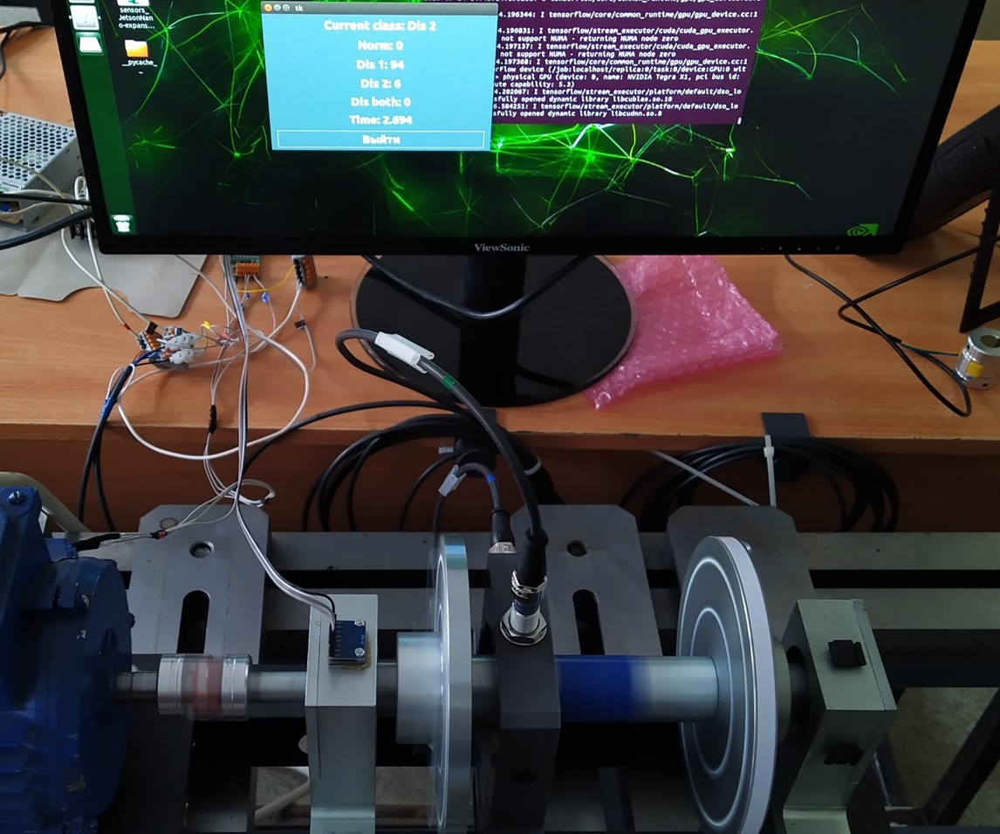 sensors_
JetsonNan
o-expans...
__pycache_
_
tk
Current class: Dis 2
Norm: 0
Dis 1: 94
Dis 2: 6
Dis both: 0
Time: 2.694
Выйти
4.196344: I tensorflow/core/common_runtime/gpu/gpu_device.cc:1
4.196831: I tensorflow/stream_executor/cuda/cuda_gpu_executor.
not support NUMA - returning NUMA node zero
4.197137: I tensorflow/stream_executor/cuda/cuda_gpu_executor.
not support NUMA - returning NUMA node zero
4.197368: I tensorflow/core/common_runtime/gpu/gpu_device.cc:1
rflow device (/job:localhost/replica:0/task:0/device:GPU:0 wit
> physical GPU (device: 0, name: NVIDIA Tegra X1, pci bus id:
ute capability: 5.3)
4.202067: I tensorflow/stream_executor/platform/default/dso_lo
sfully opened dynamic library libcublas.so.10
6.584251: I tensorflow/stream_executor/platform/default/dso_lo
sfully opened dynamic library libcudnn.so.8
ViewSonic